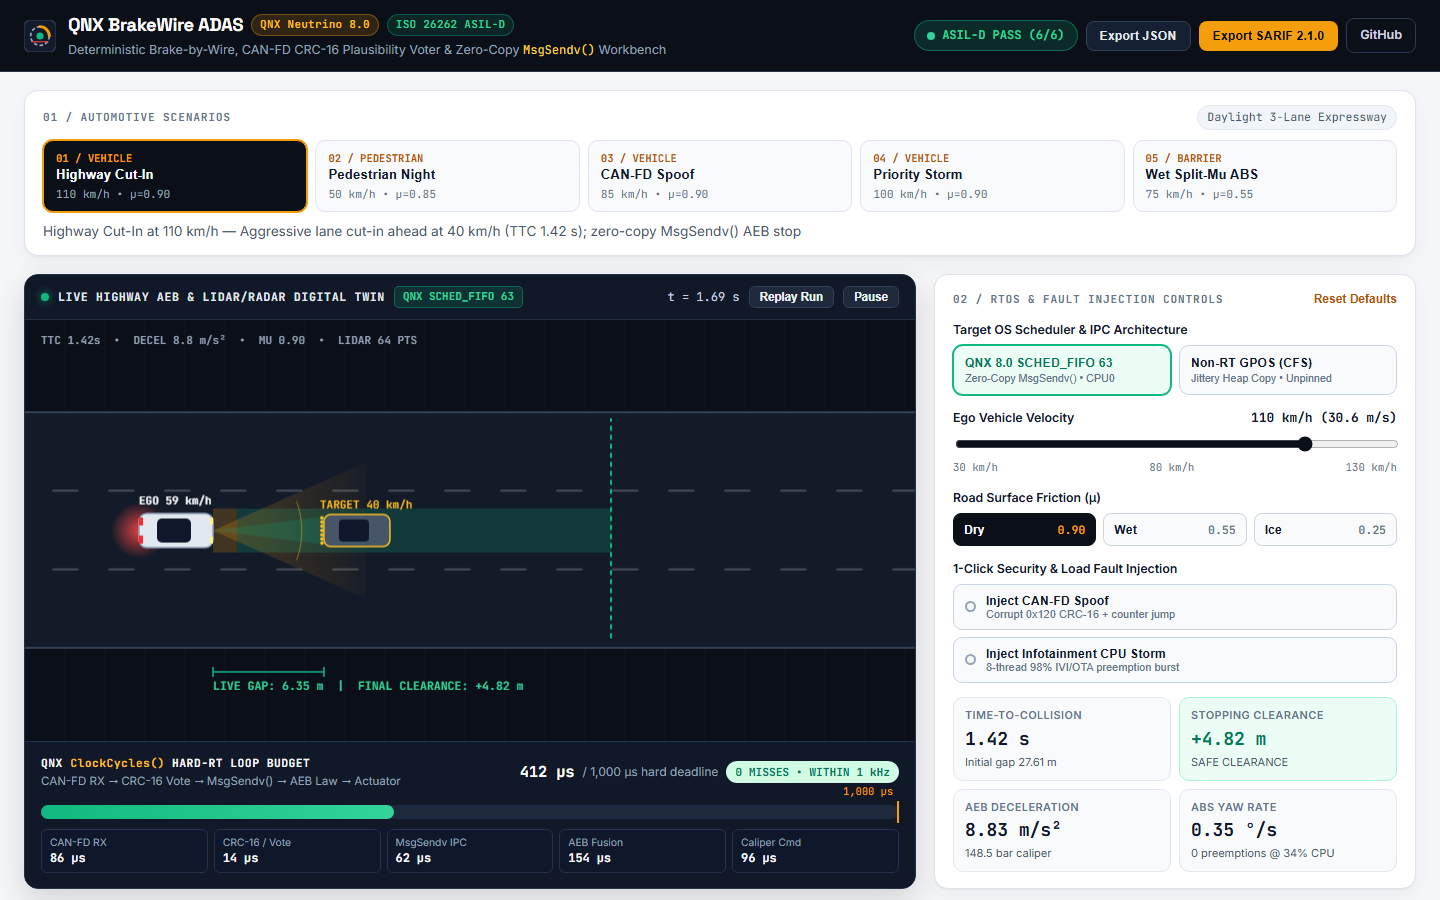 QNX BrakeWire ADAS QNX Neutrino 8.0 ISO 26262 ASIL-D
Deterministic Brake-by-Wire, CAN-FD CRC-16 Plausibility Voter & Zero-Copy MsgSendv() Workbench
ASIL-D PASS (6/6) Export JSON Export SARIF 2.1.0 GitHub
01 / AUTOMOTIVE SCENARIOS
Daylight 3-Lane Expressway
01 / VEHICLE
Highway Cut-In
110 km/h • μ=0.90
02 / PEDESTRIAN
Pedestrian Night
50 km/h • μ=0.85
03 / VEHICLE
CAN-FD Spoof
85 km/h • μ=0.90
04 / VEHICLE
Priority Storm
100 km/h • μ=0.90
05 / BARRIER
Wet Split-Mu ABS
75 km/h • μ=0.55
Highway Cut-In at 110 km/h — Aggressive lane cut-in ahead at 40 km/h (TTC 1.42 s); zero-copy MsgSendv() AEB stop
LIVE HIGHWAY AEB & LIDAR/RADAR DIGITAL TWIN QNX SCHED_FIFO 63
t = 1.69 s Replay Run Pause
TTC 1.42s • DECEL 8.8 m/s² • MU 0.90 • LIDAR 64 PTS
EGO 59 km/h
TARGET 40 km/h
LIVE GAP: 6.35 m | FINAL CLEARANCE: +4.82 m
QNX ClockCycles() HARD-RT LOOP BUDGET
CAN-FD RX → CRC-16 Vote → MsgSendv() → AEB Law → Actuator
412 μs / 1,000 μs hard deadline 0 MISSES • WITHIN 1 kHz
1,000 μs
CAN-FD RX
86 μs
CRC-16 / Vote
14 μs
MsgSendv IPC
62 μs
AEB Fusion
154 μs
Caliper Cmd
96 μs
02 / RTOS & FAULT INJECTION CONTROLS
Reset Defaults
Target OS Scheduler & IPC Architecture
QNX 8.0 SCHED_FIFO 63
Zero-Copy MsgSendv() • CPU0
Non-RT GPOS (CFS)
Jittery Heap Copy • Unpinned
Ego Vehicle Velocity 110 km/h (30.6 m/s)
30 km/h 80 km/h 130 km/h
Road Surface Friction (μ)
Dry 0.90
Wet 0.55
Ice 0.25
1-Click Security & Load Fault Injection
Inject CAN-FD Spoof
Corrupt 0x120 CRC-16 + counter jump
Inject Infotainment CPU Storm
8-thread 98% IVI/OTA preemption burst
TIME-TO-COLLISION
1.42 s
Initial gap 27.61 m
STOPPING CLEARANCE
+4.82 m
SAFE CLEARANCE
AEB DECELERATION
8.83 m/s²
148.5 bar caliper
ABS YAW RATE
0.35 °/s
0 preemptions @ 34% CPU